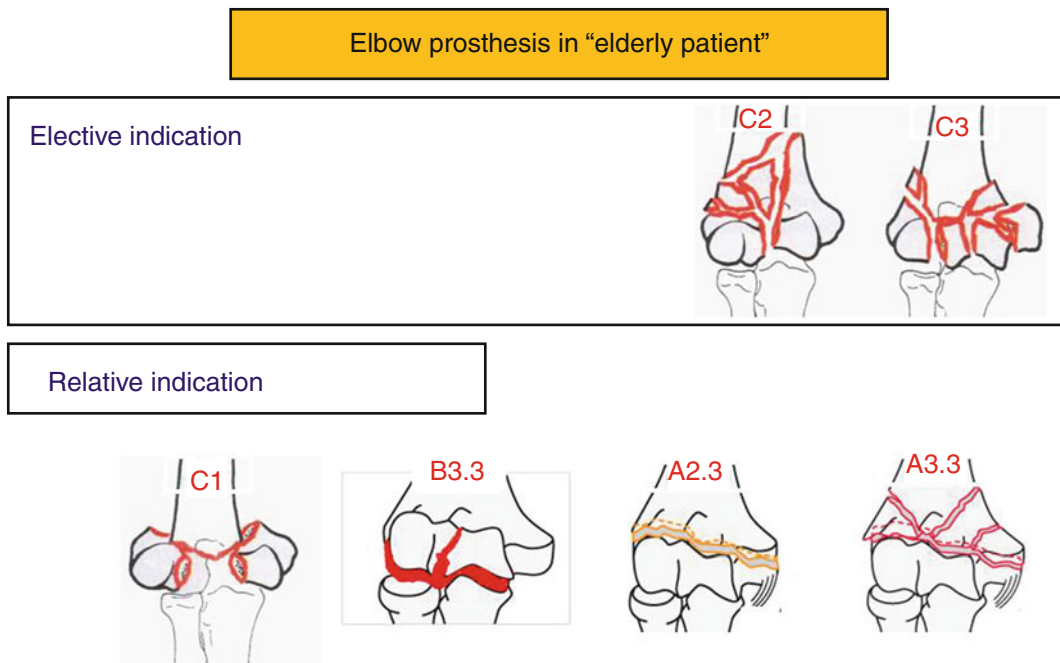 Elbow prosthesis in “elderly patient”
Elective indication
C2
C3
Relative indication
C1
B3.3
A2.3
A3.3